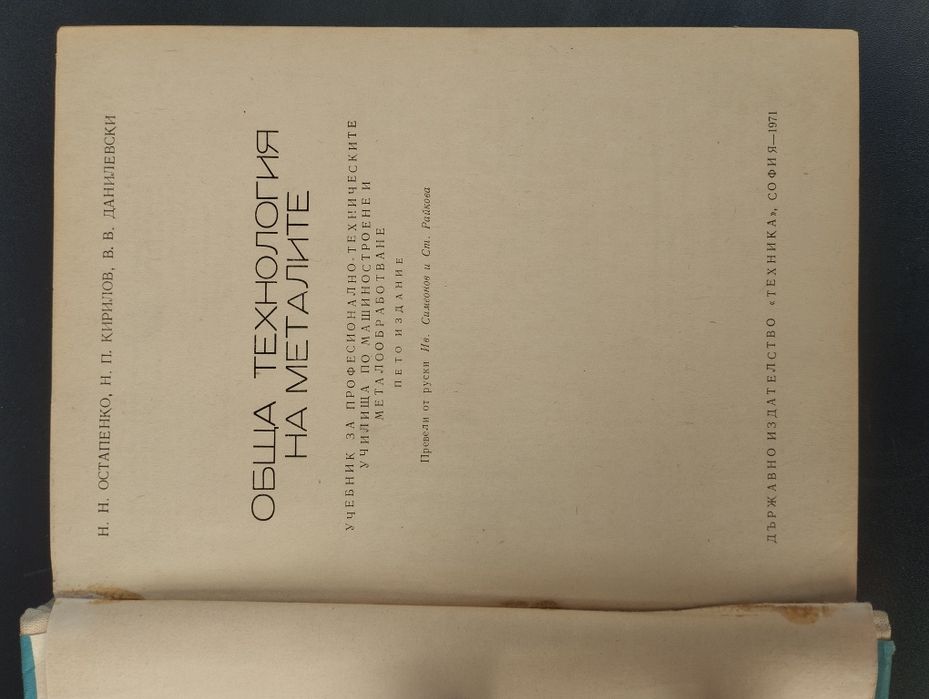 Н. Н. ОСТАПЕНКО, Н. П. КИРИЛОВ, В. В. ДАНИЛЕВСКИ
ОБЩА ТЕХНОЛОГИЯ
НА МЕТАЛИТЕ
УЧЕБНИК ЗА ПРОФЕСИОНАЛНО-ТЕХНИЧЕСКИТЕ
УЧИЛИЩА ПО МАШИНОСТРОЕНЕ И
МЕТАЛООБРАБОТВАНЕ
ПЕТО ИЗДАНИЕ
Превели от руски Ив. Симеонов и Ст. Райкова
ДЪРЖАВНО ИЗДАТЕЛСТВО «ТЕХНИКА», СОФИЯ—1971